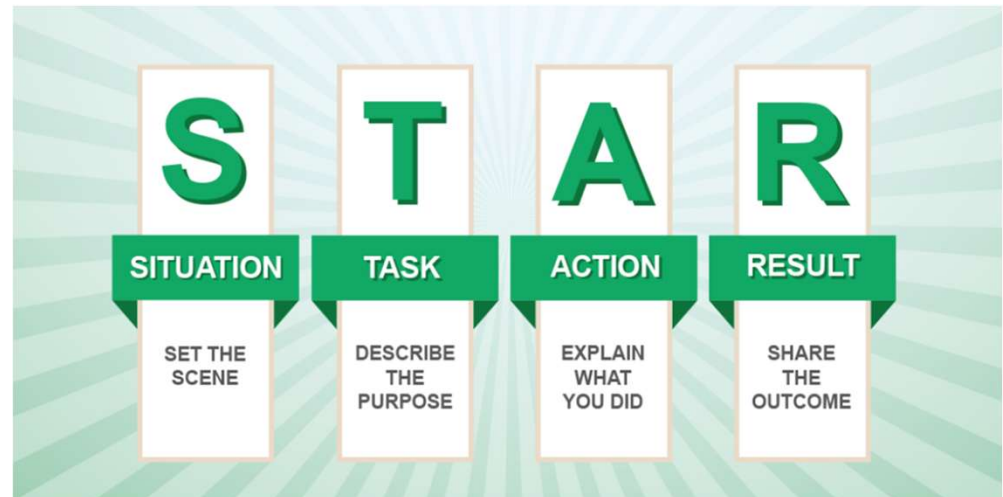 S
SITUATION
SET THE
SCENE
T
TASK
DESCRIBE
THE
PURPOSE
A
ACTION
EXPLAIN
WHAT
YOU DID
R
RESULT
SHARE
THE
OUTCOME